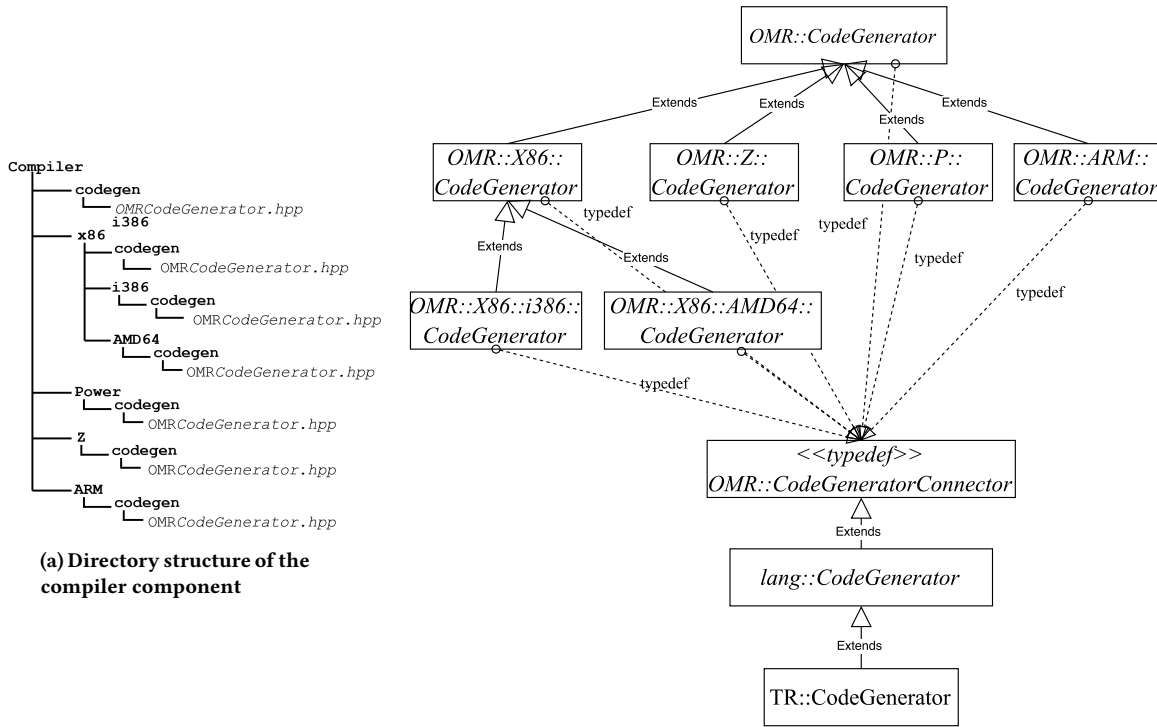 Compiler
codegen
OMRCodeGenerator.hpp
i386
x86
codegen
OMRCodeGenerator.hpp
i386
codegen
OMRCodeGenerator.hpp
AMD64
codegen
OMRCodeGenerator.hpp
Power
codegen
OMRCodeGenerator.hpp
Z
codegen
OMRCodeGenerator.hpp
ARM
codegen
OMRCodeGenerator.hpp
(a) Directory structure of the
compiler component
OMR::CodeGenerator
Extends
Extends
Extends
Extends
OMR::X86::
CodeGenerator
OMR::Z::
CodeGenerator
OMR::P::
CodeGenerator
OMR::ARM::
CodeGenerator
typedef
typedef
typedef
typedef
typedef
Extends
Extends
OMR::X86::i386::
CodeGenerator
OMR::X86::AMD64::
CodeGenerator
typedef
<<typedef>>
OMR::CodeGeneratorConnector
Extends
lang::CodeGenerator
Extends
TR::CodeGenerator